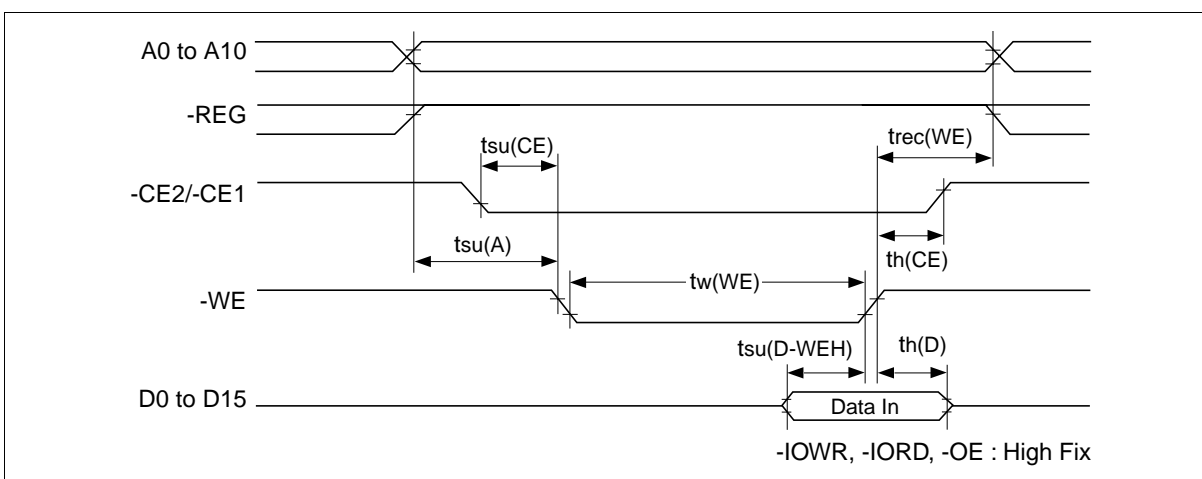 A0 to A10
-REG
tsu(CE)
trec(WE)
-CE2/-CE1
tsu(A)
th(CE)
tw(WE)
-WE
tsu(D-WEH)
th(D)
D0 to D15
Data In
-IOWR, -IORD, -OE : High Fix